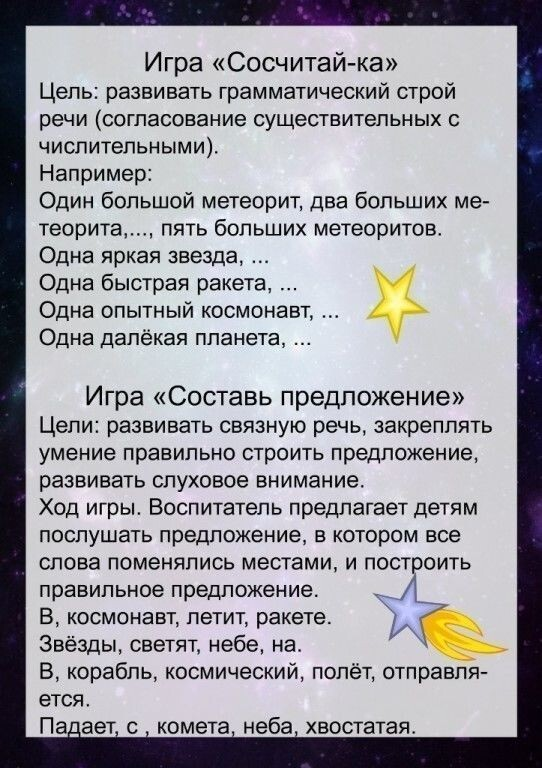 Игра «Сосчитай-ка»
Цель: развивать грамматический строй
речи (согласование существительных с
числительными).
Например:
Один большой метеорит, два больших ме-
теорита,..., пять больших метеоритов.
Одна яркая звезда, ...
Одна быстрая ракета, ...
Одна опытный космонавт, ...
Одна далёкая планета, ...
Игра «Составь предложение»
Цели: развивать связную речь, закреплять
умение правильно строить предложение,
развивать слуховое внимание.
Ход игры. Воспитатель предлагает детям
послушать предложение, в котором все
слова поменялись местами, и построить
правильное предложение.
В, космонавт, летит, ракете.
Звёзды, светят, небе, на.
В, корабль, космический, полёт, отправля-
ется.
Падает, с , комета, неба, хвостатая.